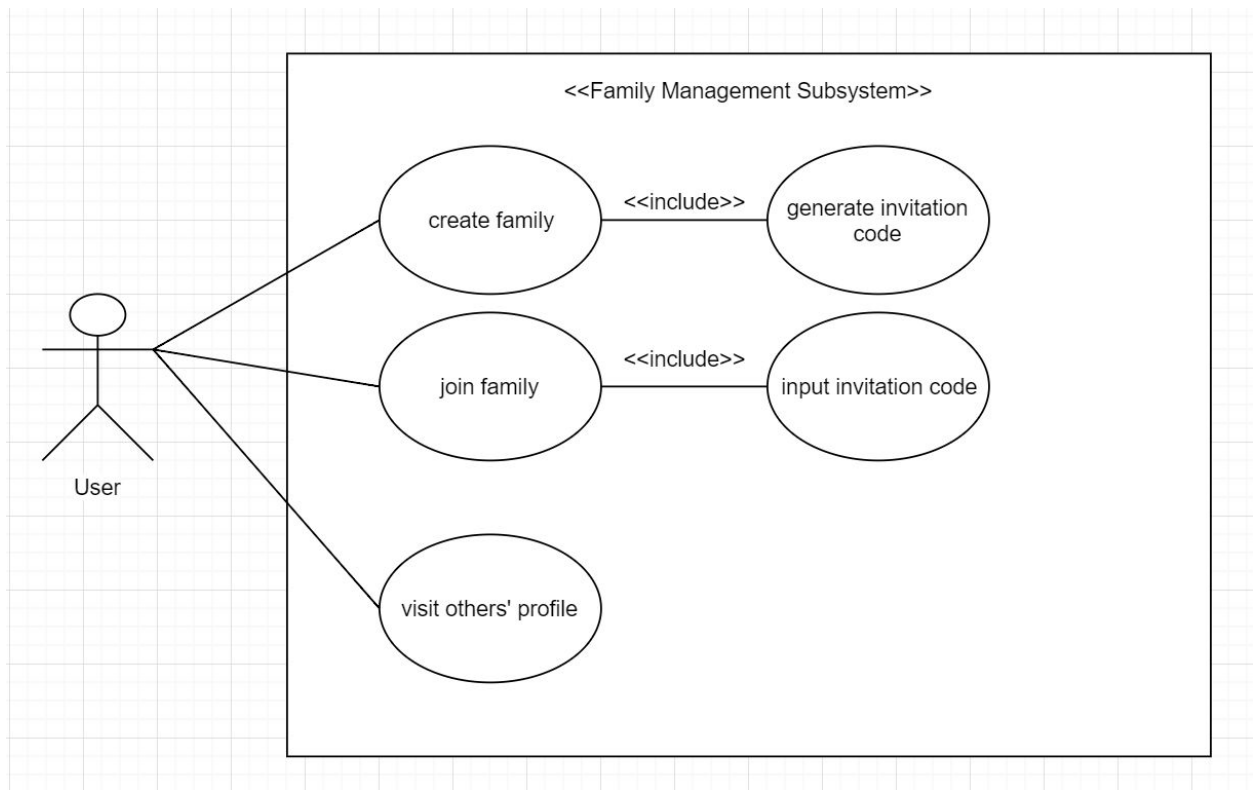 <<Family Management Subsystem>>
create family
<<include>>
generate invitation
code
join family
<<include>>
input invitation code
User
visit others' profile